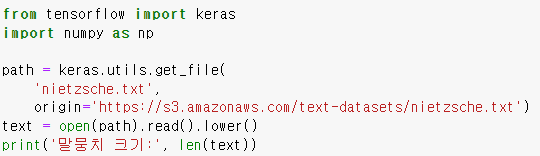 from tensorflow import keras
import numpy as np

path = keras.utils.get_file(
    'nietzsche.txt',
    origin='https://s3.amazonaws.com/text-datasets/nietzsche.txt')
text = open(path).read().lower()
print('말뭉치 크기:', len(text))